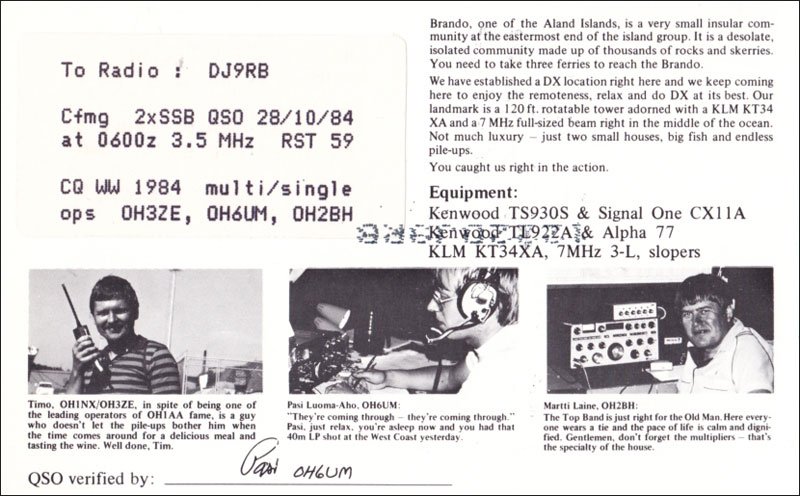 Brando, one of the Aland Islands, is a very small insular com-
munity at the eastermost end of the island group. It is a desolate,
isolated community made up of thousands of rocks and skerries.
You need to take three ferries to reach the Brando.
We have established a DX location right here and we keep coming
here to enjoy the remoteness, relax and do DX at its best. Our
landmark is a 120 ft. rotatable tower adorned with a KLM KT34
XA and a 7 MHz full-sized beam right in the middle of the ocean.
Not much luxury – just two small houses, big fish and endless
pile-ups.
You caught us right in the action.
To Radio : DJ9RB
Cfmg 2xSSB QSO 28/10/84
at 0600z 3.5 MHz RST 59
CQ WW 1984 multi/single
ops OH3ZE, OH6UM, OH2BH
Equipment:
Kenwood TS930S & Signal One CX11A
Kenwood TL922A & Alpha 77
KLM KT34XA, 7MHz 3-L, slopers
Timo, OH1NX/OH3ZE, in spite of being one of
the leading operators of OH1AA fame, is a guy
who doesn't let the pile-ups bother him when
the time comes around for a delicious meal and
tasting the wine. Well done, Tim.
Pasi Luoma-Aho, OH6UM:
"They're coming through – they're coming through."
Pasi, just relax, you're asleep now and you had that
40m LP shot at the West Coast yesterday.
Martti Laine, OH2BH:
The Top Band is just right for the Old Man. Here every-
one wears a tie and the pace of life is calm and digni-
fied. Gentlemen, don't forget the multipliers – that's
the specialty of the house.
QSO verified by: Pasi OH6UM